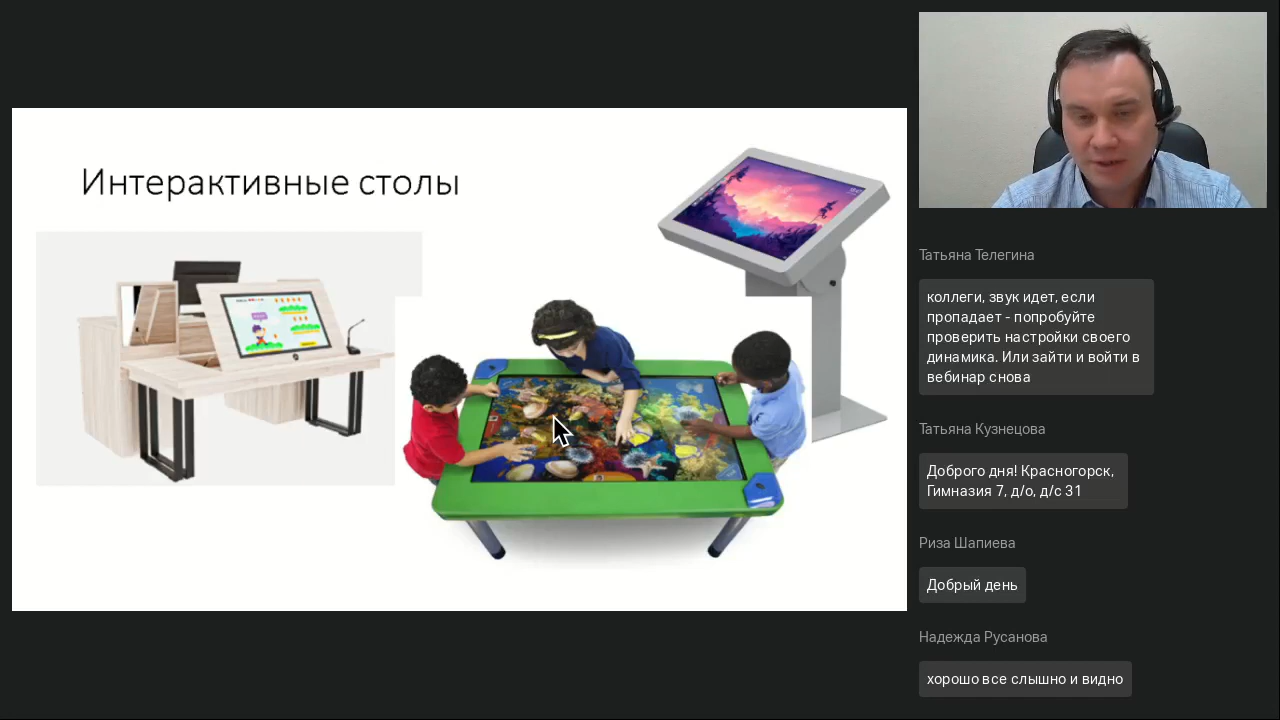 Интерактивные столы
Татьяна Телегина
коллеги, звук идет, если
пропадает - попробуйте
проверить настройки своего
динамика. Или зайти и войти в
вебинар снова
Татьяна Кузнецова
Доброго дня! Красногорск,
Гимназия 7, д/о, д/с 31
Риза Шапиева
Добрый день
Надежда Русанова
хорошо все слышно и видно